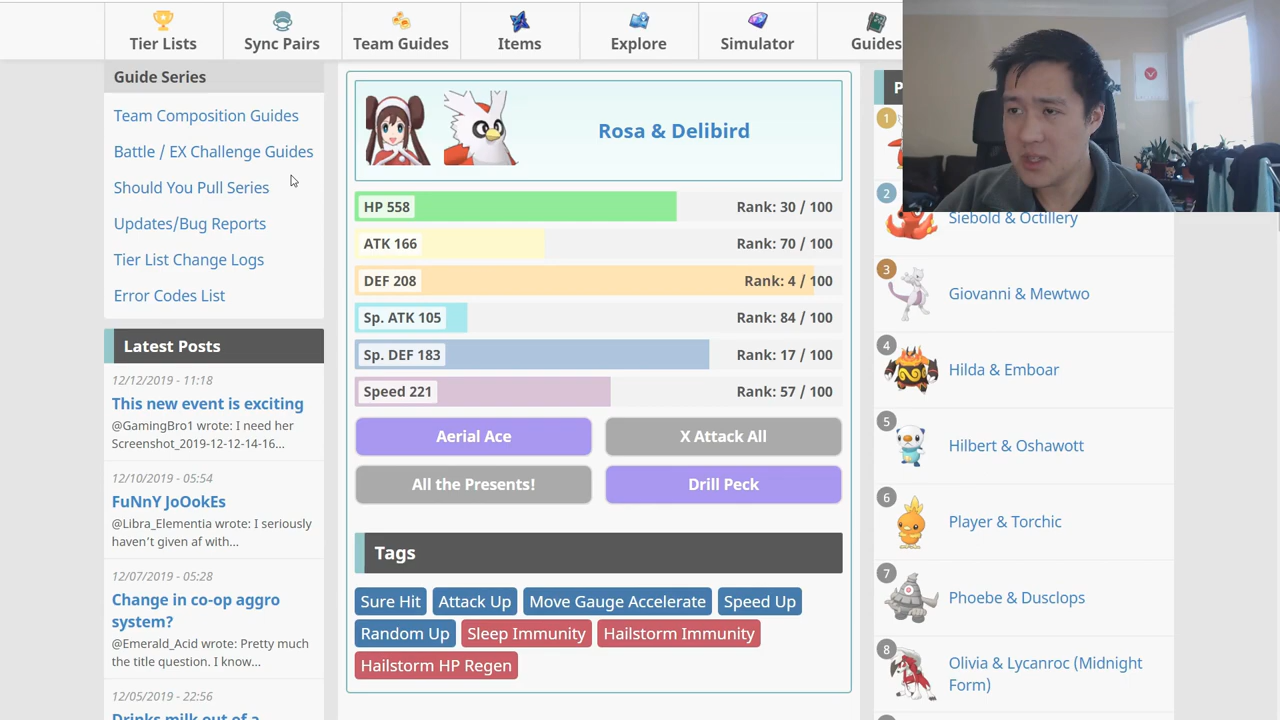 Tier Lists
Sync Pairs
Team Guides
Items
Explore
Simulator
Guides
Guide Series
Team Composition Guides
Battle / EX Challenge Guides
Should You Pull Series
Updates/Bug Reports
Tier List Change Logs
Error Codes List
Latest Posts
12/12/2019 - 11:18
This new event is exciting
@GamingBro1 wrote: I need her
Screenshot_2019-12-12-14-16...
12/10/2019 - 05:54
FuNnY JoOokEs
@Libra_Elementia wrote: I seriously
haven't given af with...
12/07/2019 - 05:28
Change in co-op aggro
system?
@Emerald_Acid wrote: Pretty much
the title question. I know...
12/05/2019 - 22:56
Drinks milk out of a
Rosa & Delibird
HP 558 Rank: 30 / 100
ATK 166 Rank: 70 / 100
DEF 208 Rank: 4 / 100
Sp. ATK 105 Rank: 84 / 100
Sp. DEF 183 Rank: 17 / 100
Speed 221 Rank: 57 / 100
Aerial Ace X Attack All
All the Presents! Drill Peck
Tags
Sure Hit Attack Up Move Gauge Accelerate Speed Up
Random Up Sleep Immunity Hailstorm Immunity
Hailstorm HP Regen
P
1
2 Siebold & Octillery
3 Giovanni & Mewtwo
4 Hilda & Emboar
5 Hilbert & Oshawott
6 Player & Torchic
7 Phoebe & Dusclops
8 Olivia & Lycanroc (Midnight
Form)